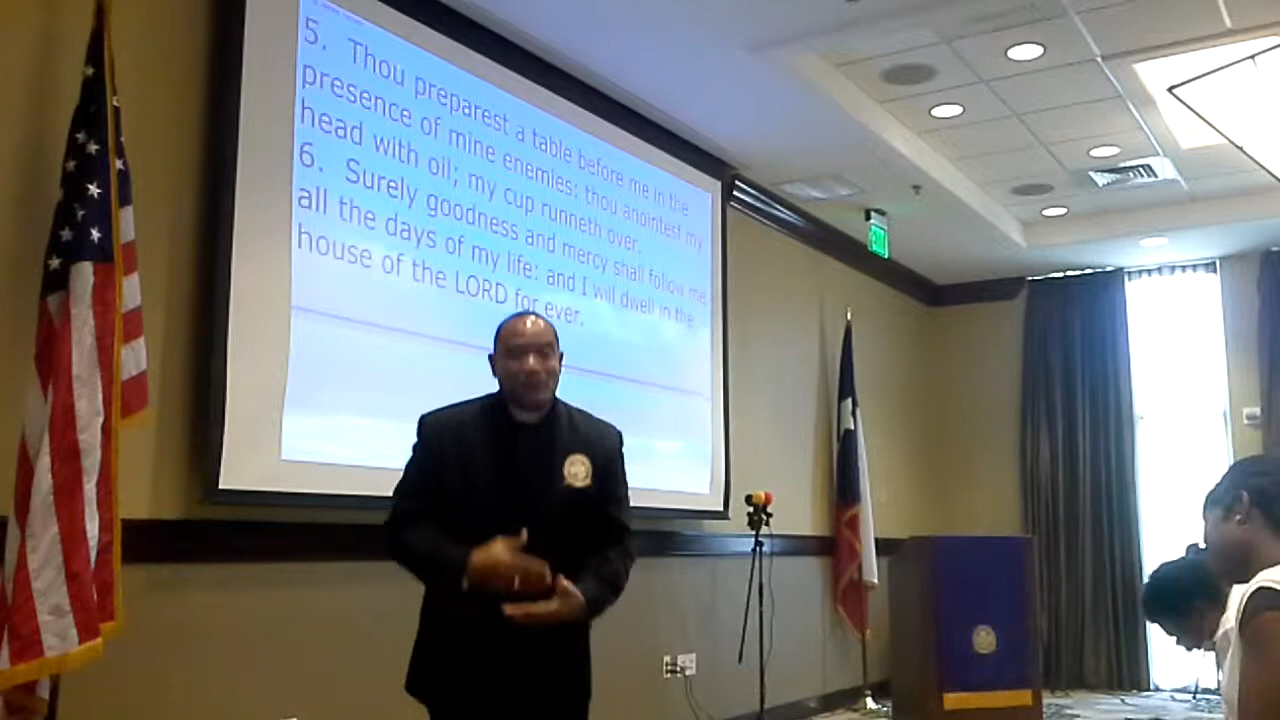 5. Thou preparest a table before me in the
presence of mine enemies: thou anointest my
head with oil; my cup runneth over.
6. Surely goodness and mercy shall follow me
all the days of my life: and I will dwell in the
house of the LORD for ever.
EXIT